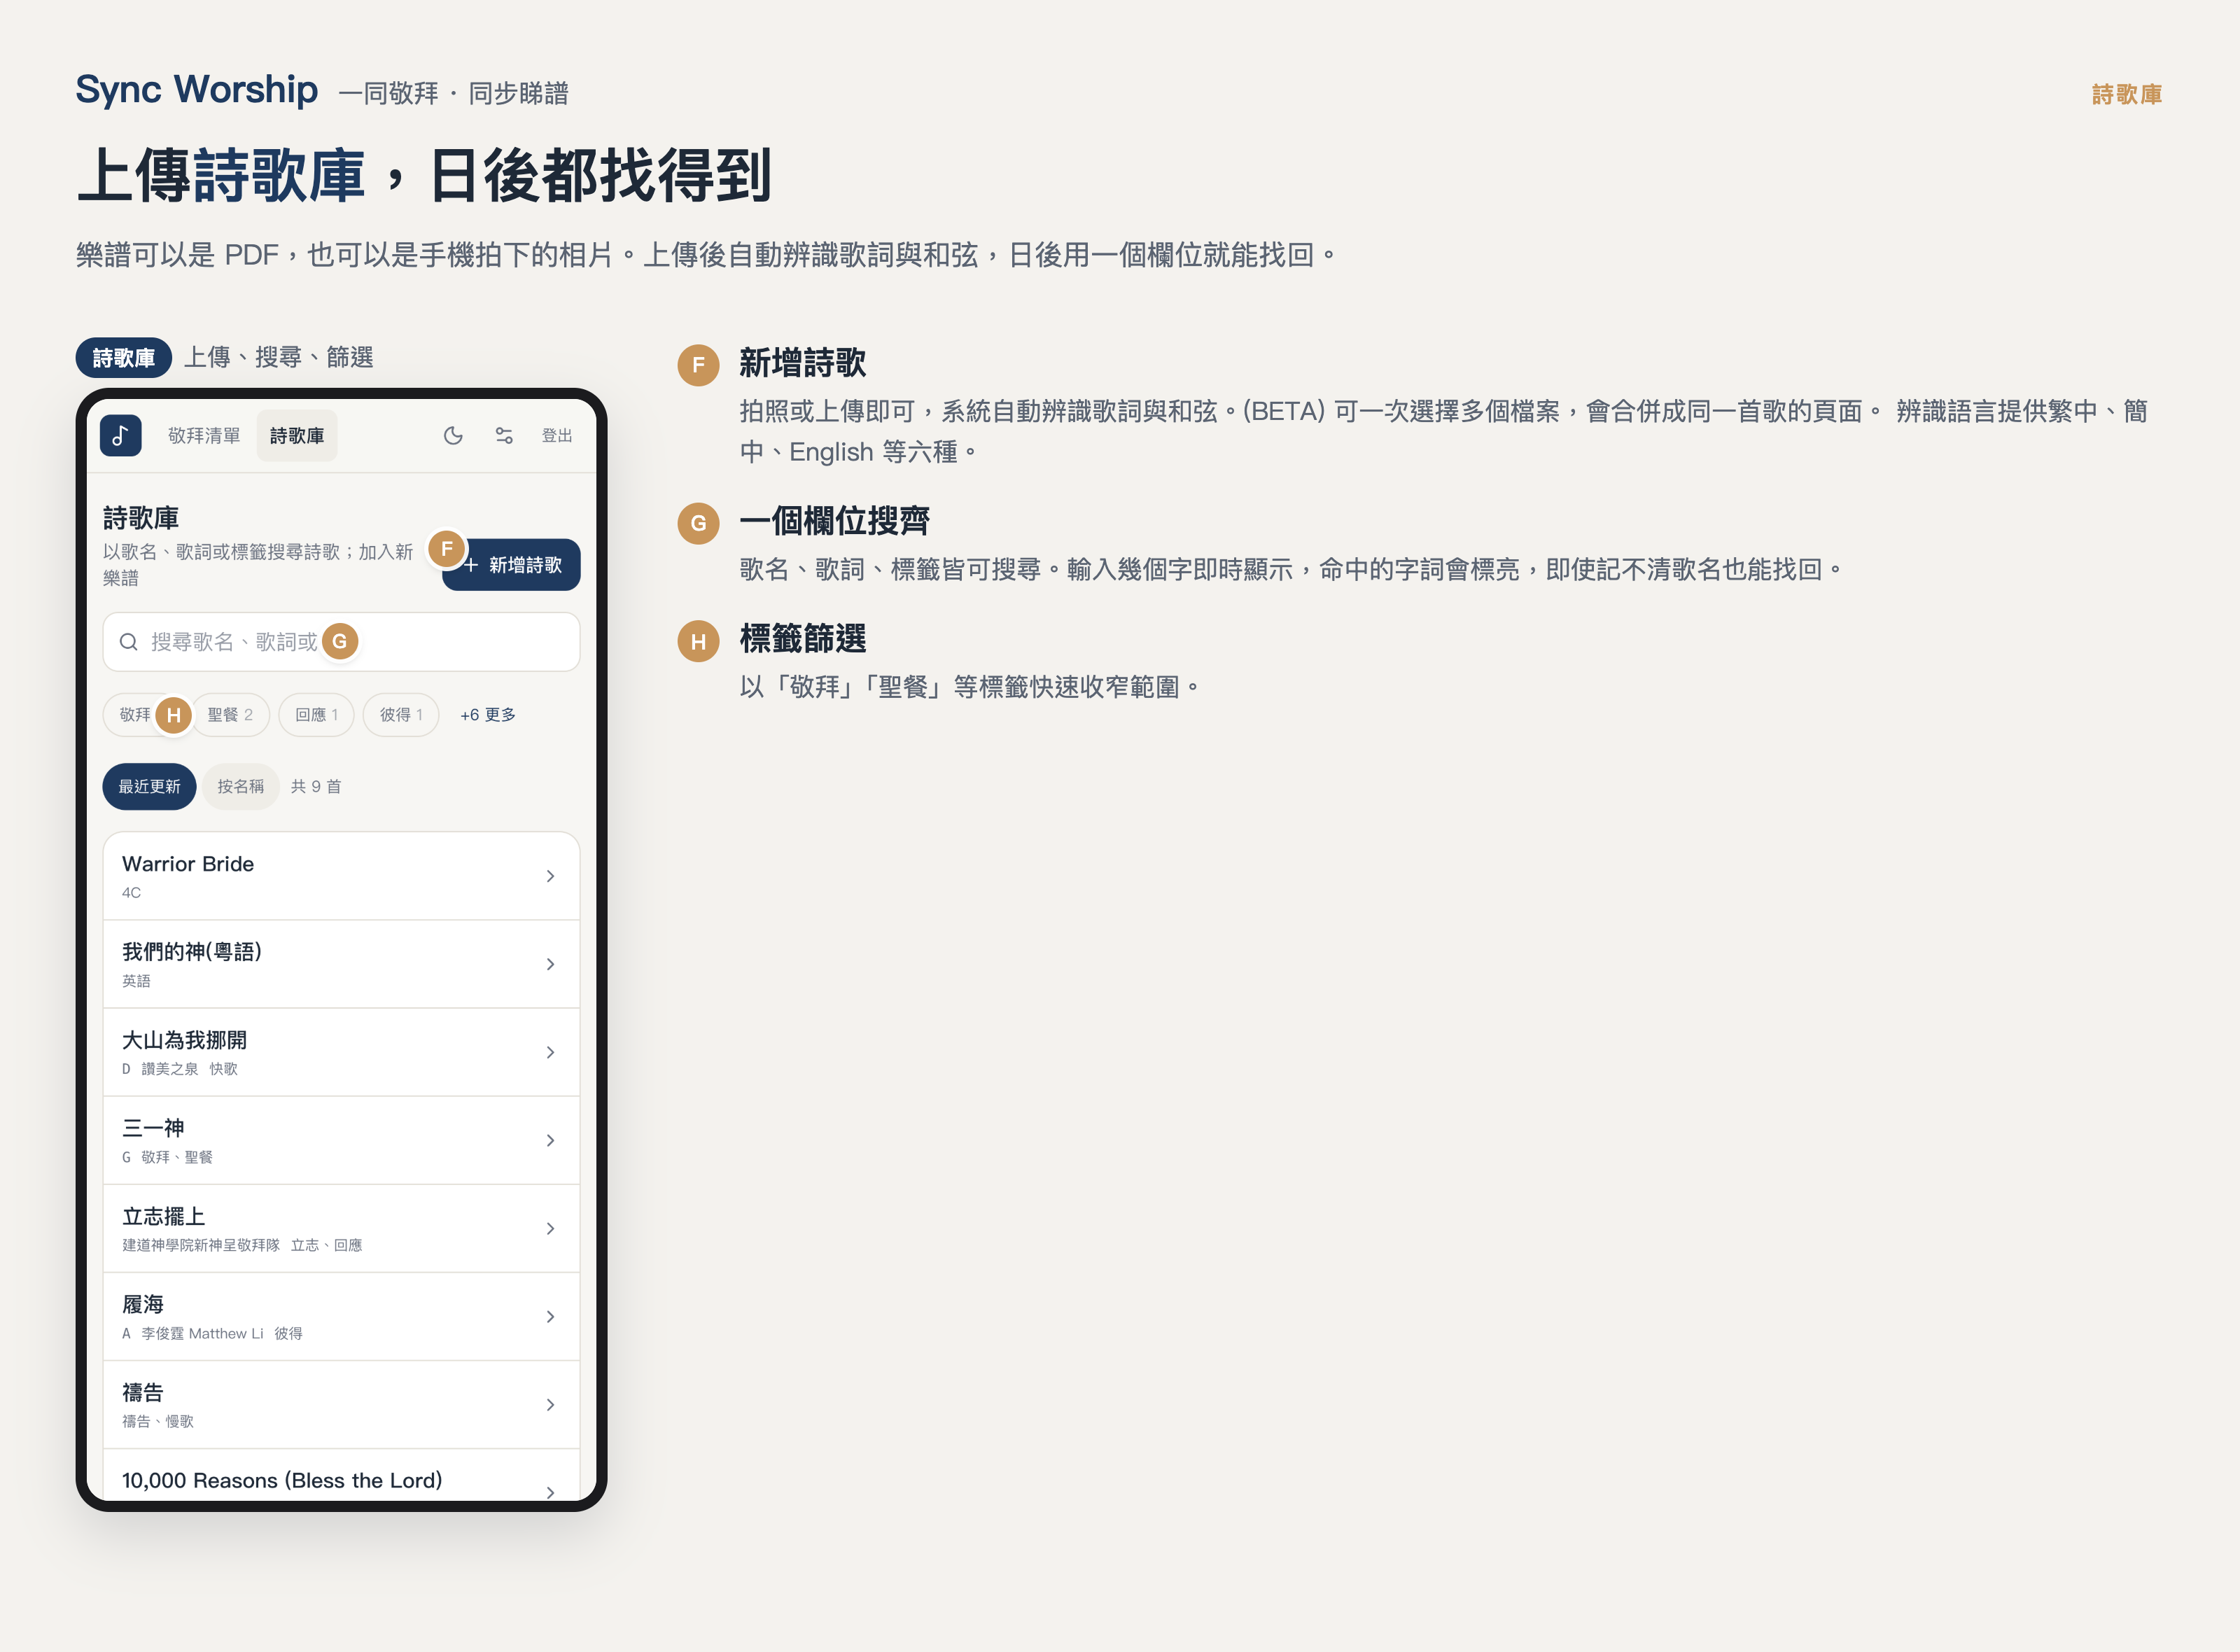 Sync Worship 一同敬拜 · 同步睇譜
詩歌庫
上傳詩歌庫，日後都找得到
樂譜可以是 PDF，也可以是手機拍下的相片。上傳後自動辨識歌詞與和弦，日後用一個欄位就能找回。
詩歌庫 上傳、搜尋、篩選
敬拜清單 詩歌庫 登出
詩歌庫
以歌名、歌詞或標籤搜尋詩歌；加入新
樂譜
F
+ 新增詩歌
搜尋歌名、歌詞或 G
敬拜 H 聖餐 2 回應 1 彼得 1 +6 更多
最近更新 按名稱 共 9 首
Warrior Bride
4C
我們的神(粵語)
英語
大山為我挪開
D 讚美之泉 快歌
三一神
G 敬拜、聖餐
立志擺上
建道神學院新神呈敬拜隊 立志、回應
履海
A 李俊霆 Matthew Li 彼得
禱告
禱告、慢歌
10,000 Reasons (Bless the Lord)
F 新增詩歌
拍照或上傳即可，系統自動辨識歌詞與和弦。(BETA) 可一次選擇多個檔案，會合併成同一首歌的頁面。 辨識語言提供繁中、簡
中、English 等六種。
G 一個欄位搜齊
歌名、歌詞、標籤皆可搜尋。輸入幾個字即時顯示，命中的字詞會標亮，即使記不清歌名也能找回。
H 標籤篩選
以「敬拜」「聖餐」等標籤快速收窄範圍。